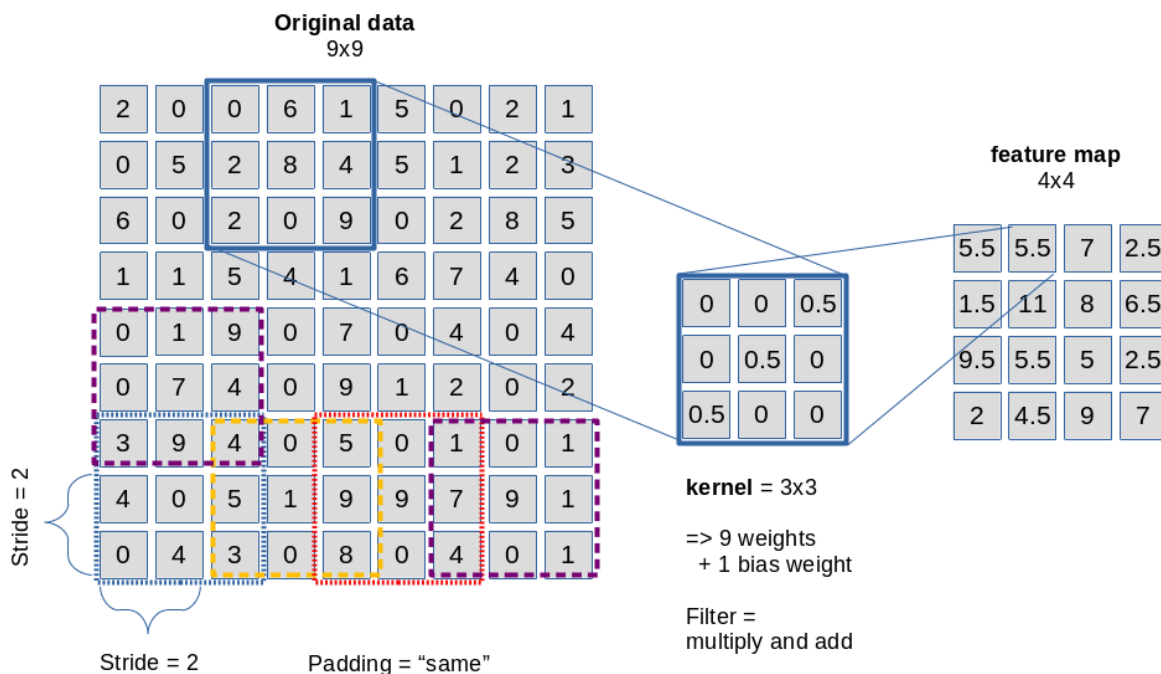 Original data
9x9
2 0 0 6 1 5 0 2 1
0 5 2 8 4 5 1 2 3
6 0 2 0 9 0 2 8 5
1 1 5 4 1 6 7 4 0
0 1 9 0 7 0 4 0 4
0 7 4 0 9 1 2 0 2
3 9 4 0 5 0 1 0 1
4 0 5 1 9 9 7 9 1
0 4 3 0 8 0 4 0 1
Stride = 2
Stride = 2
Padding = “same”
0 0 0.5
0 0.5 0
0.5 0 0
kernel = 3x3
=> 9 weights
+ 1 bias weight
Filter =
multiply and add
feature map
4x4
5.5 5.5 7 2.5
1.5 11 8 6.5
9.5 5.5 5 2.5
2 4.5 9 7